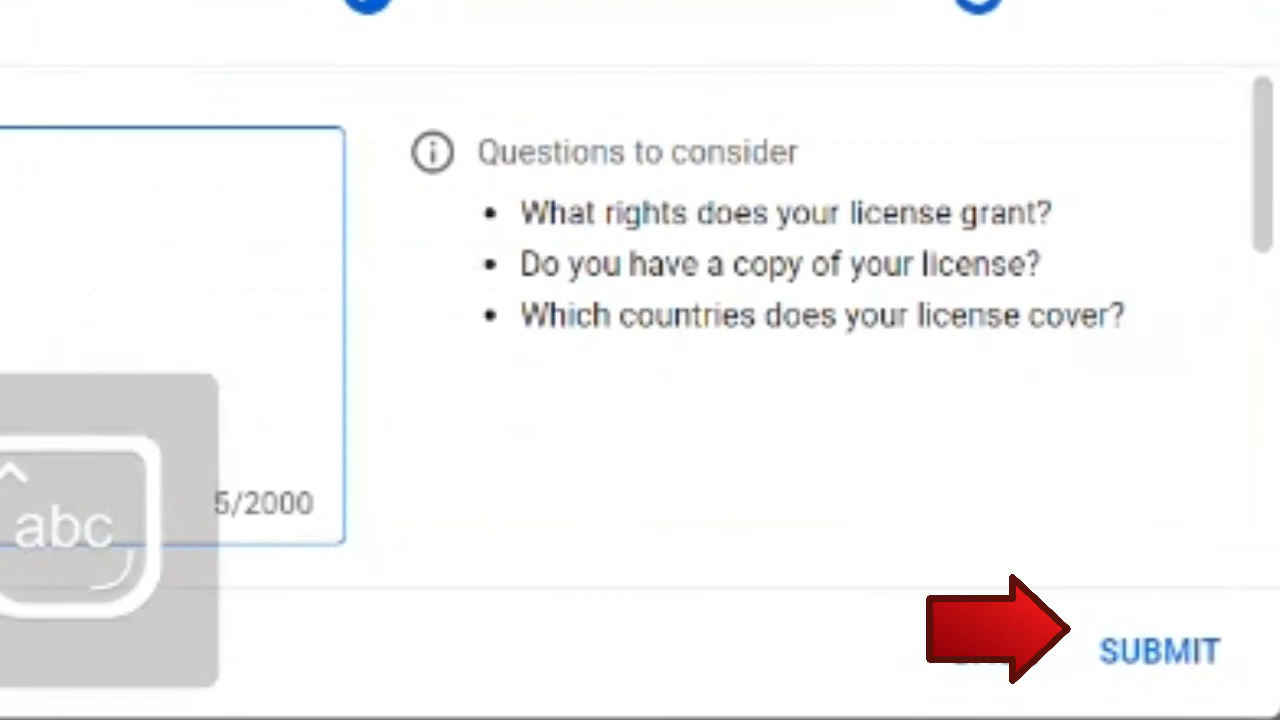 Questions to consider
• What rights does your license grant?
• Do you have a copy of your license?
• Which countries does your license cover?
5/2000
abc
SUBMIT